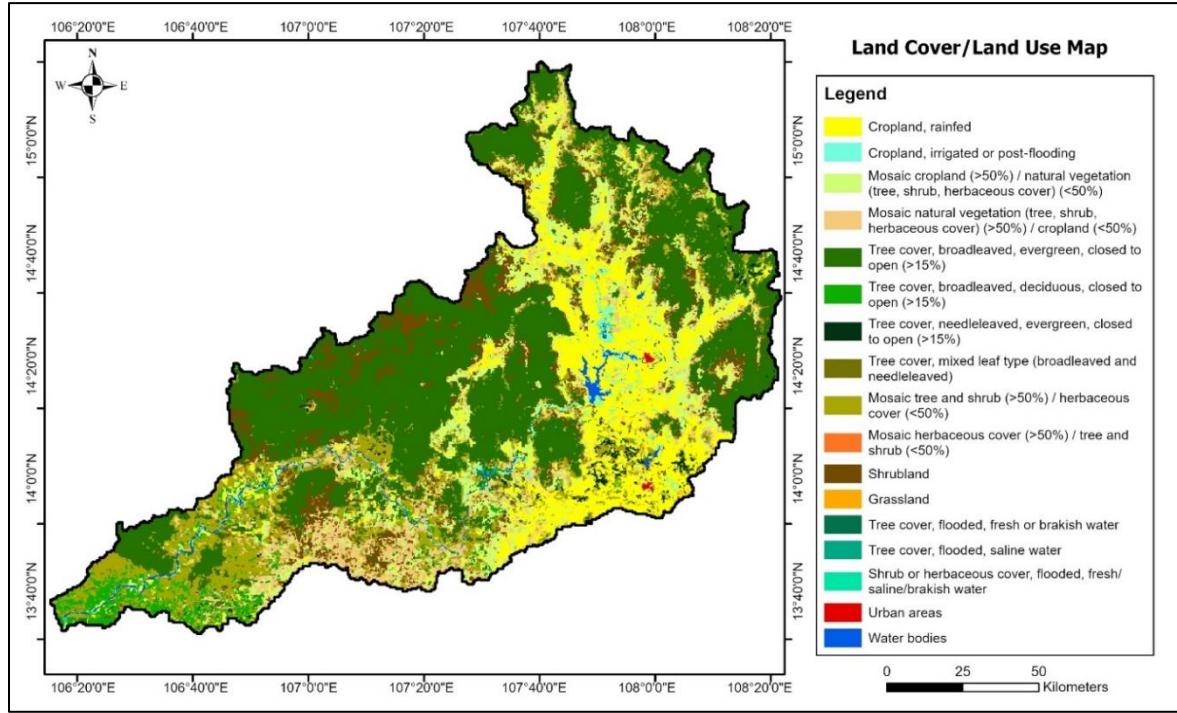 106°20'0"E 106°40'0"E 107°0'0"E 107°20'0"E 107°40'0"E 108°0'0"E 108°20'0"E
N
W E
S
15°0'0"N
14°40'0"N
14°20'0"N
14°0'0"N
13°40'0"N
15°0'0"N
14°40'0"N
14°20'0"N
14°0'0"N
13°40'0"N
106°20'0"E 106°40'0"E 107°0'0"E 107°20'0"E 107°40'0"E 108°0'0"E 108°20'0"E
Land Cover/Land Use Map
Legend
Cropland, rainfed
Cropland, irrigated or post-flooding
Mosaic cropland (>50%) / natural vegetation
(tree, shrub, herbaceous cover) (<50%)
Mosaic natural vegetation (tree, shrub,
herbaceous cover) (>50%) / cropland (<50%)
Tree cover, broadleaved, evergreen, closed to
open (>15%)
Tree cover, broadleaved, deciduous, closed to
open (>15%)
Tree cover, needleleaved, evergreen, closed
to open (>15%)
Tree cover, mixed leaf type (broadleaved and
needleleaved)
Mosaic tree and shrub (>50%) / herbaceous
cover (<50%)
Mosaic herbaceous cover (>50%) / tree and
shrub (<50%)
Shrubland
Grassland
Tree cover, flooded, fresh or brakish water
Tree cover, flooded, saline water
Shrub or herbaceous cover, flooded, fresh/
saline/brakish water
Urban areas
Water bodies
0 25 50
Kilometers